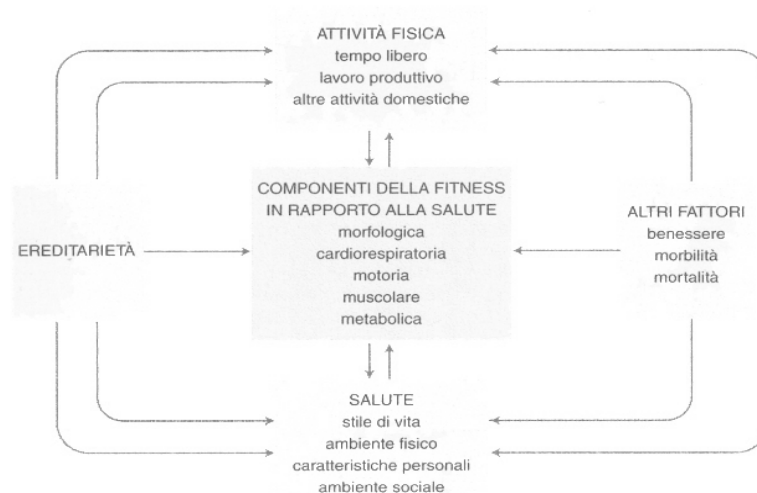 ATTIVITÀ FISICA
tempo libero
lavoro produttivo
altre attività domestiche
EREDITARIETÀ
COMPONENTI DELLA FITNESS
IN RAPPORTO ALLA SALUTE
morfologica
cardiorespiratoria
motoria
muscolare
metabolica
ALTRI FATTORI
benessere
morbilità
mortalità
SALUTE
stile di vita
ambiente fisico
caratteristiche personali
ambiente sociale